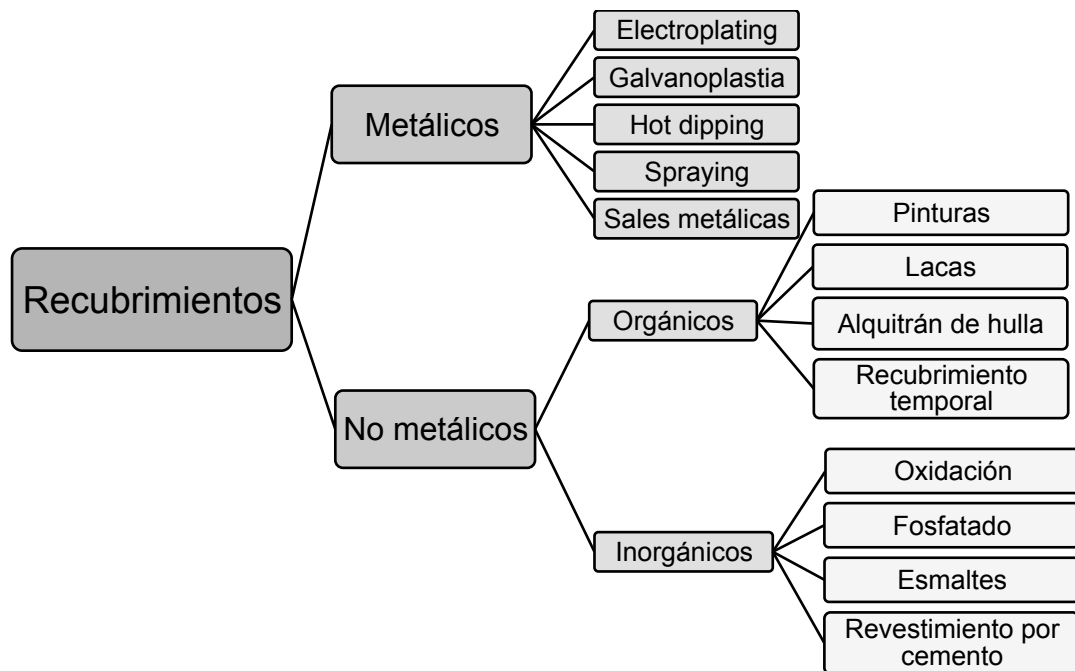 Electroplating
Galvanoplastia
Metálicos
Hot dipping
Spraying
Sales metálicas
Pinturas
Lacas
Recubrimientos
Orgánicos
Alquitrán de hulla
Recubrimiento
temporal
No metálicos
Oxidación
Fosfatado
Inorgánicos
Esmaltes
Revestimiento por
cemento